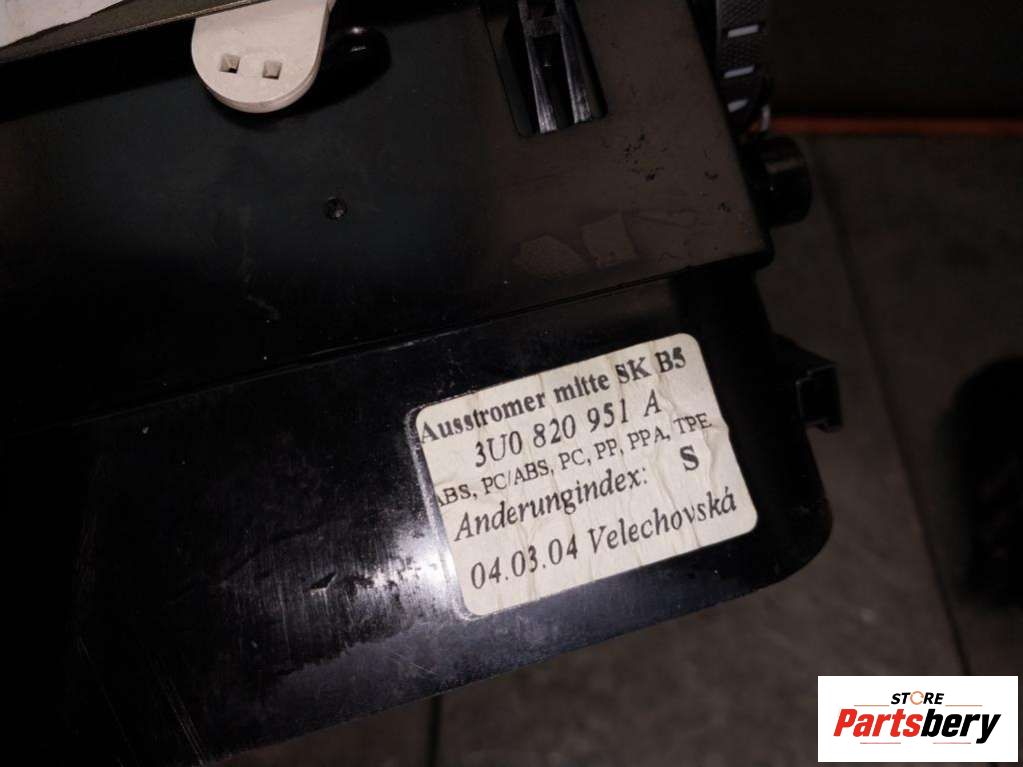 Ausstromer mitte SK B5
3U0 820 951 A
ABS, PC/ABS, PC, PP, PPA, TPE
Anderungindex: S
04.03.04 Velechovská
STORE
Partsbery